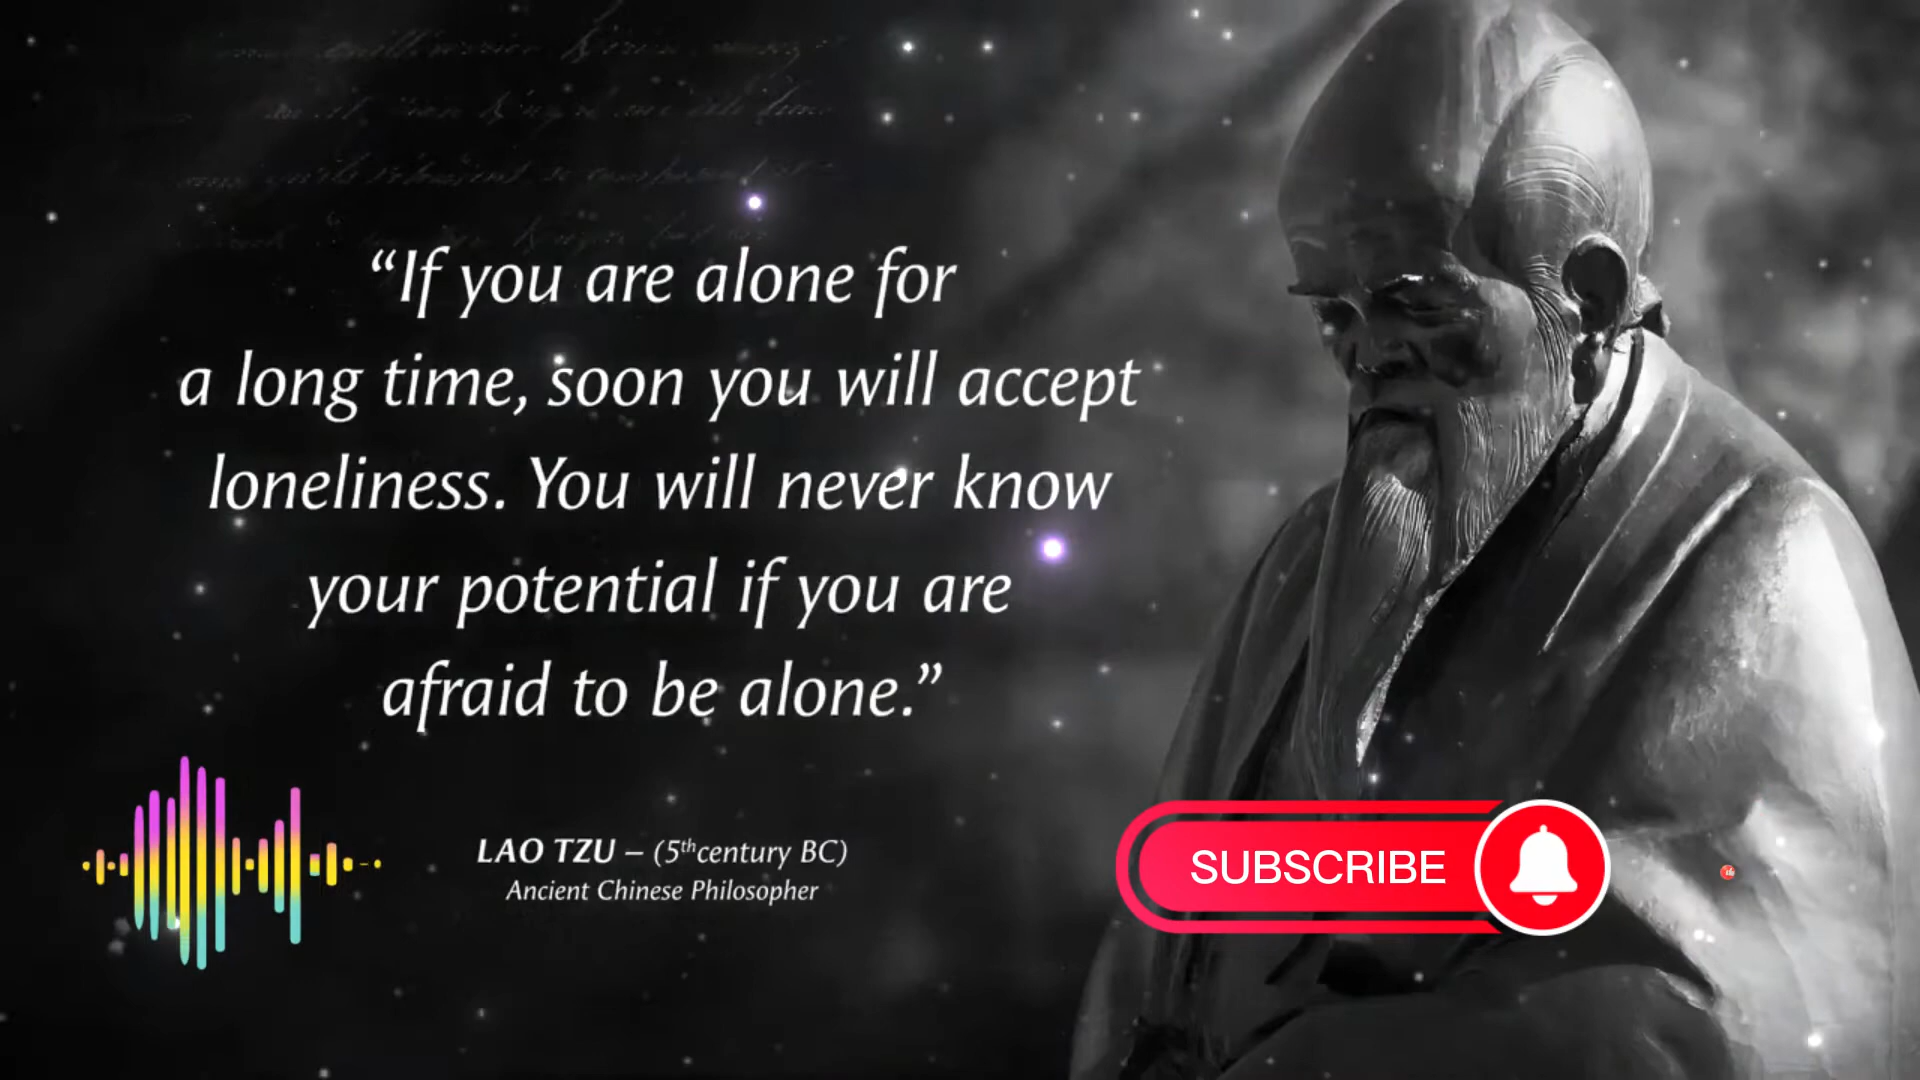 “If you are alone for
a long time, soon you will accept
loneliness. You will never know
your potential if you are
afraid to be alone.”
LAO TZU – (5thcentury BC)
Ancient Chinese Philosopher
SUBSCRIBE